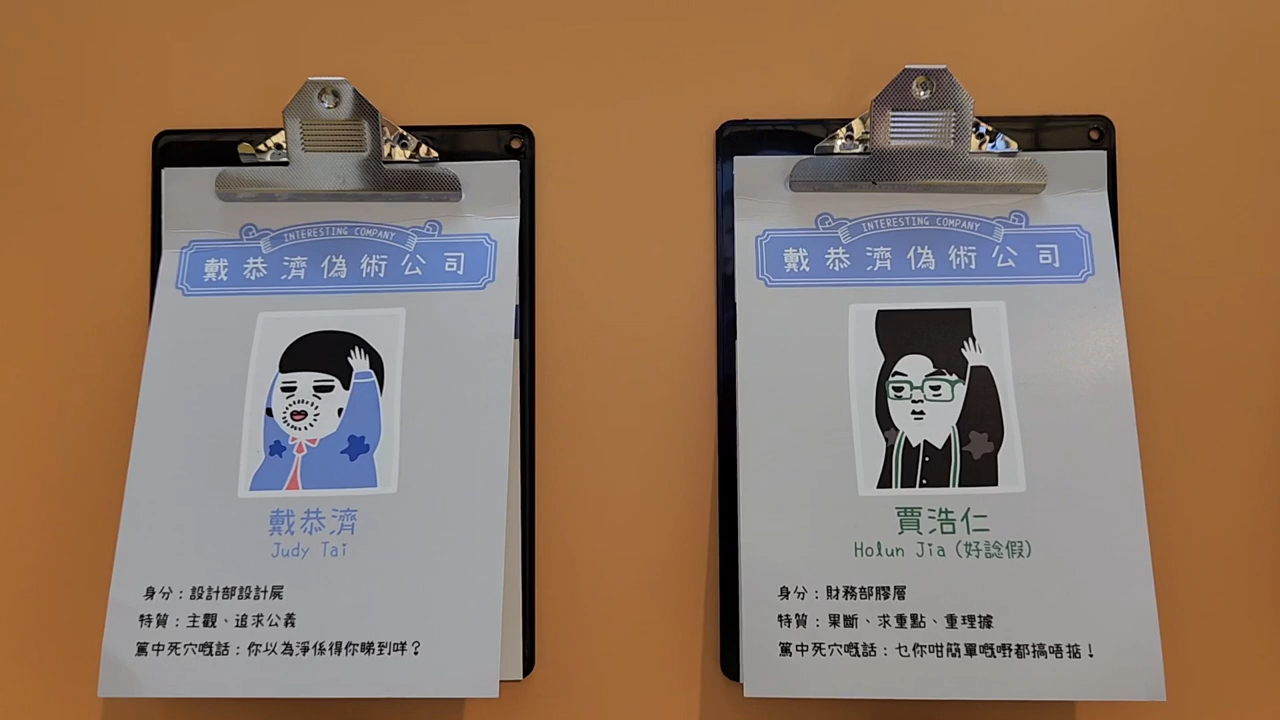 INTERESTING COMPANY
戴恭濟偽術公司
戴恭濟
Judy Tai
身分：設計部設計屍
特質：主觀、追求公義
篤中死穴嘅話：你以為淨係得你睇到咩？
INTERESTING COMPANY
戴恭濟偽術公司
賈浩仁
Holun Jia (好諗假)
身分：財務部膠層
特質：果斷、求重點、重理據
篤中死穴嘅話：乜你咁簡單嘅嘢都搞唔掂！